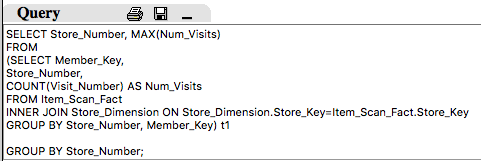 Query
SELECT Store_Number, MAX(Num_Visits)
FROM
(SELECT Member_Key,
Store_Number,
COUNT(Visit_Number) AS Num_Visits
FROM Item_Scan_Fact
INNER JOIN Store_Dimension ON Store_Dimension.Store_Key=Item_Scan_Fact.Store_Key
GROUP BY Store_Number, Member_Key) t1
GROUP BY Store_Number;